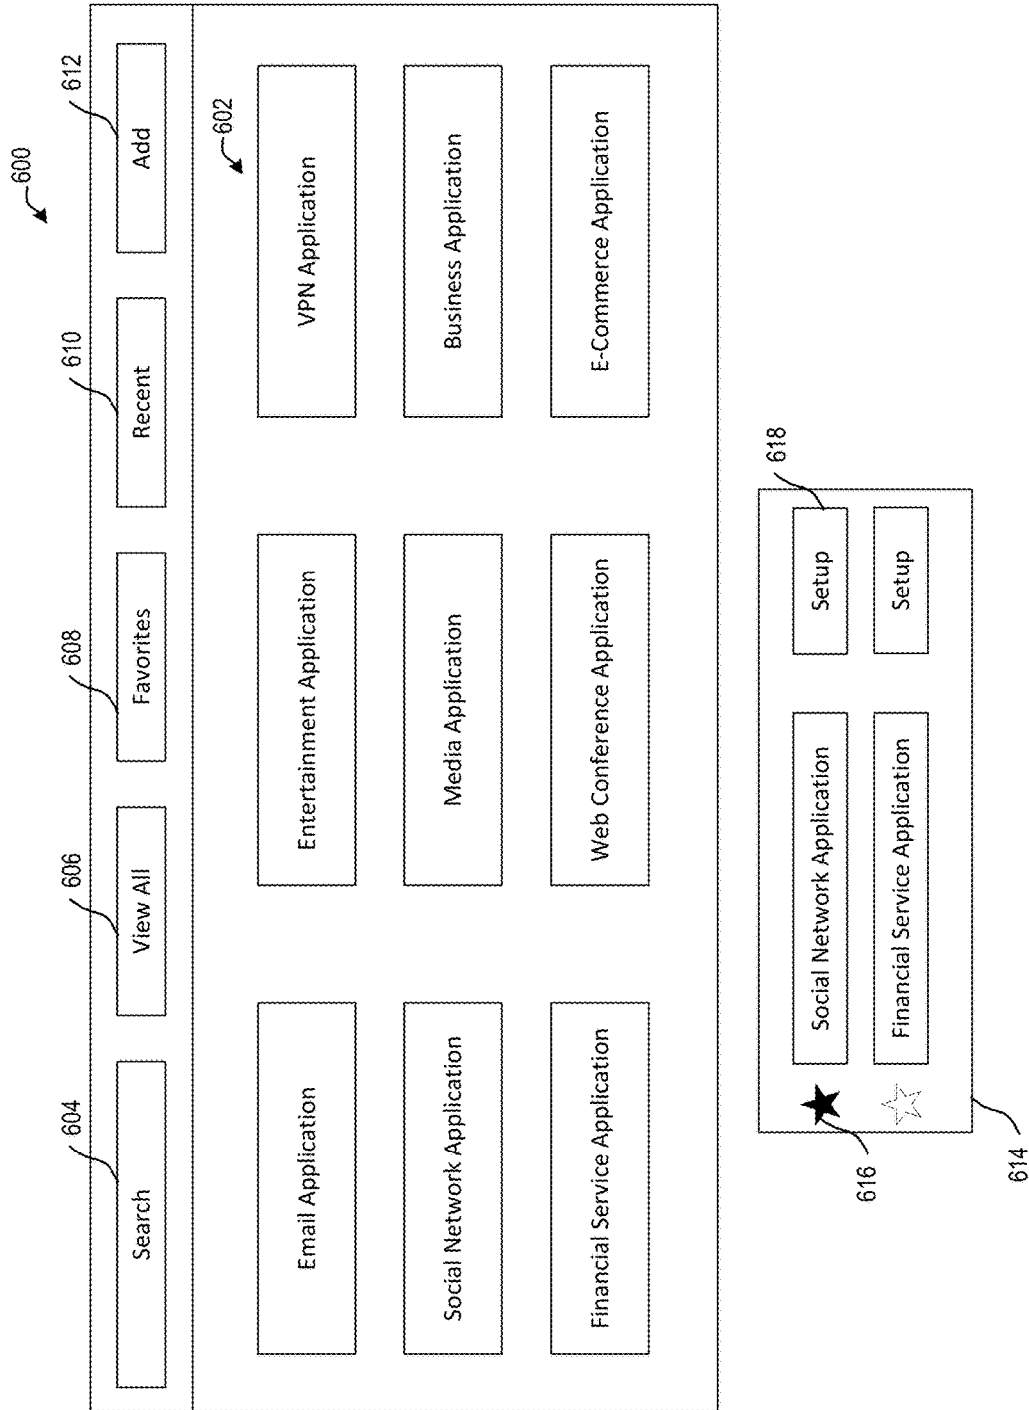 600
604
606
608
610
612
Search
View All
Favorites
Recent
Add
602
Email Application
Entertainment Application
VPN Application
Social Network Application
Media Application
Business Application
Financial Service Application
Web Conference Application
E-Commerce Application
618
Social Network Application
Setup
616
Financial Service Application
Setup
614